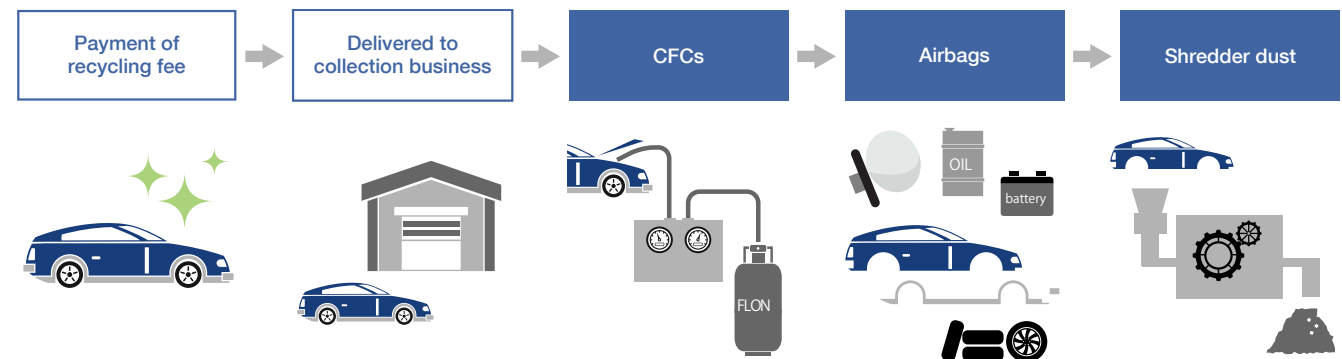 Payment of
recycling fee
Delivered to
collection business
CFCs
Airbags
Shredder dust
OIL
battery
FLON